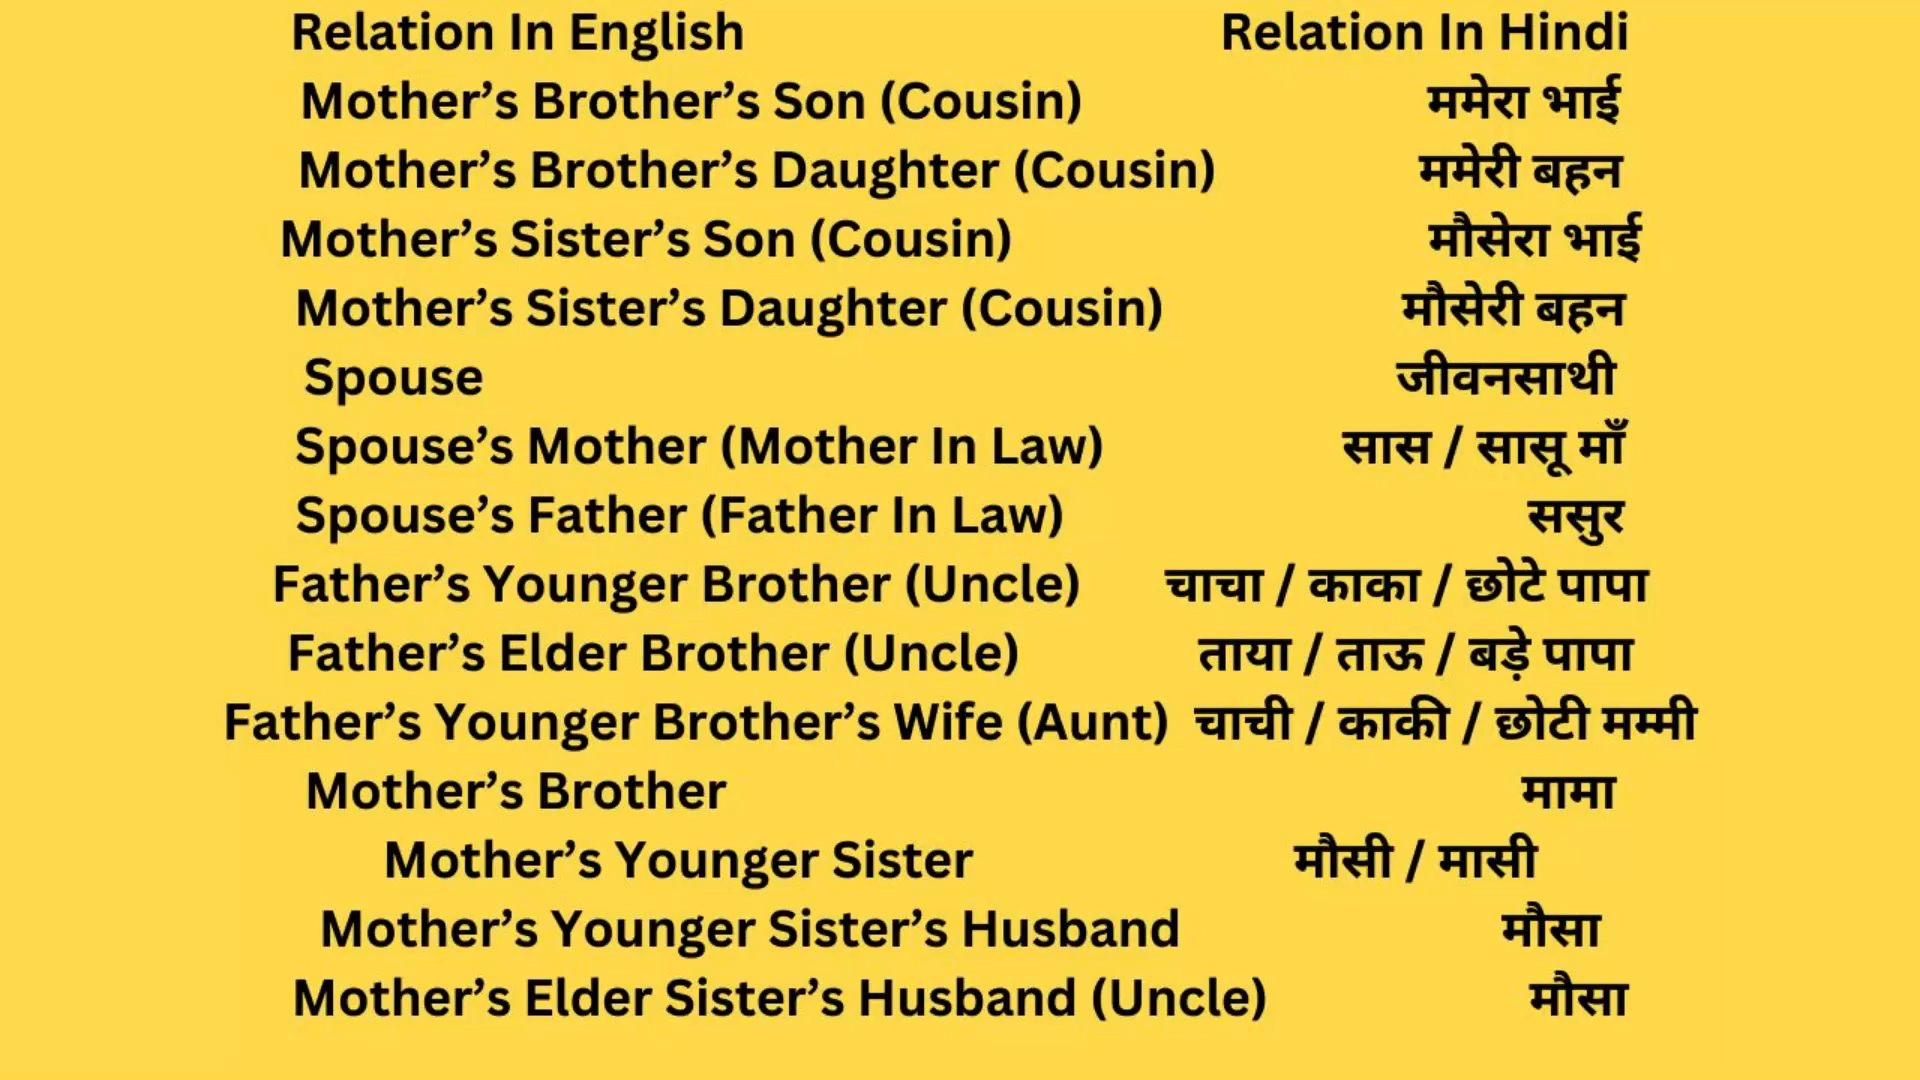 Relation In English Relation In Hindi
Mother’s Brother’s Son (Cousin) ममेरा भाई
Mother’s Brother’s Daughter (Cousin) ममेरी बहन
Mother’s Sister’s Son (Cousin) मौसेरा भाई
Mother’s Sister’s Daughter (Cousin) मौसेरी बहन
Spouse जीवनसाथी
Spouse’s Mother (Mother In Law) सास / सासू माँ
Spouse’s Father (Father In Law) ससुर
Father’s Younger Brother (Uncle) चाचा / काका / छोटे पापा
Father’s Elder Brother (Uncle) ताया / ताऊ / बड़े पापा
Father’s Younger Brother’s Wife (Aunt) चाची / काकी / छोटी मम्मी
Mother’s Brother मामा
Mother’s Younger Sister मौसी / मासी
Mother’s Younger Sister’s Husband मौसा
Mother’s Elder Sister’s Husband (Uncle) मौसा